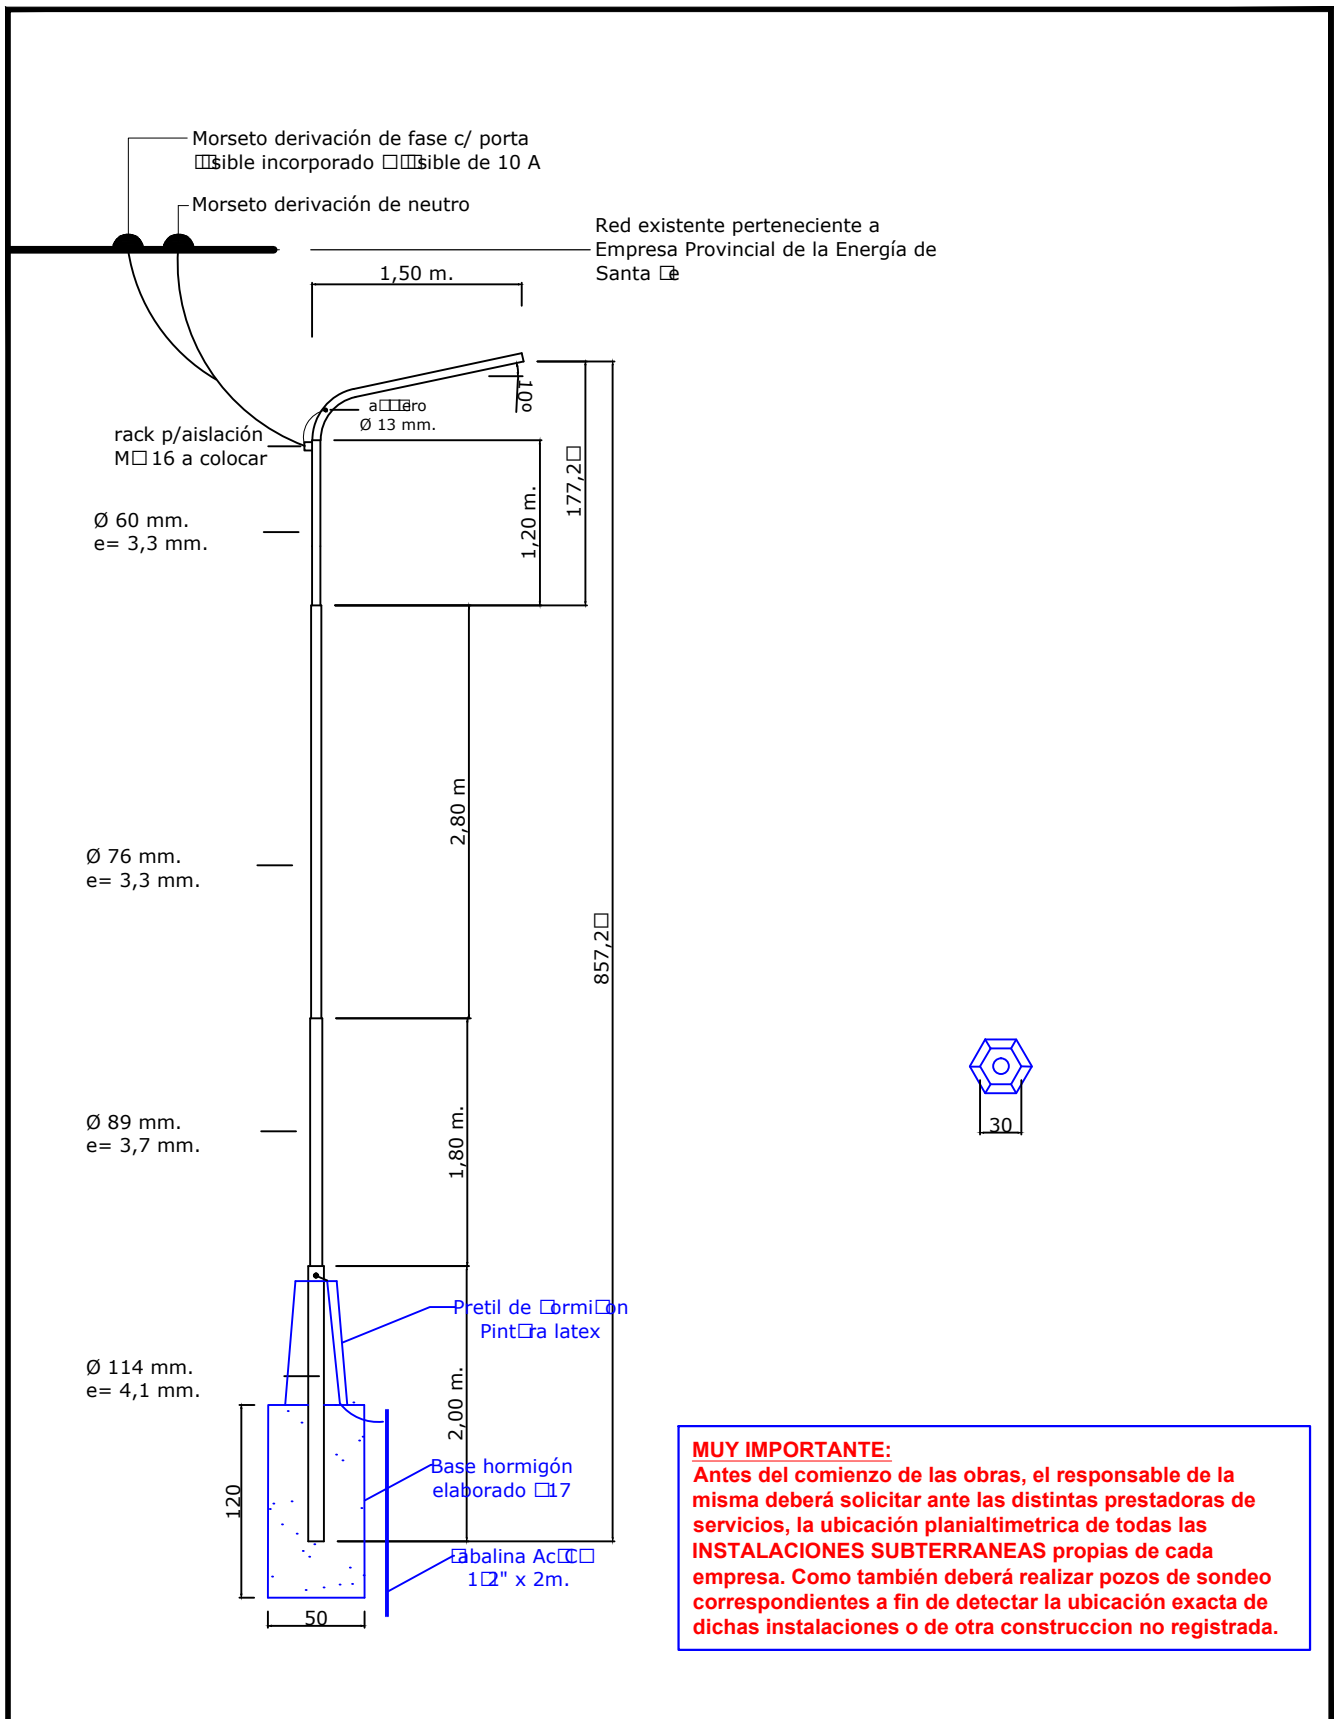 Morseto derivación de fase c/ porta
incorporado de 10 A
Morseto derivación de neutro
Red existente perteneciente a
Empresa Provincial de la Energía de
Santa
1,50 m.
10º
Ø 13 mm.
rack p/aislación
16 a colocar
177,2
1,20 m.
Ø 60 mm.
e= 3,3 mm.
2,80 m
Ø 76 mm.
e= 3,3 mm.
857,2
Ø 89 mm.
e= 3,7 mm.
1,80 m.
30
Pretil de
latex
Ø 114 mm.
e= 4,1 mm.
2,00 m.
Base hormigón
elaborado
120
x 2m.
50
MUY IMPORTANTE:
Antes del comienzo de las obras, el responsable de la
misma deberá solicitar ante las distintas prestadoras de
servicios, la ubicación planialtimetrica de todas las
INSTALACIONES SUBTERRANEAS propias de cada
empresa. Como también deberá realizar pozos de sondeo
correspondientes a fin de detectar la ubicación exacta de
dichas instalaciones o de otra construccion no registrada.